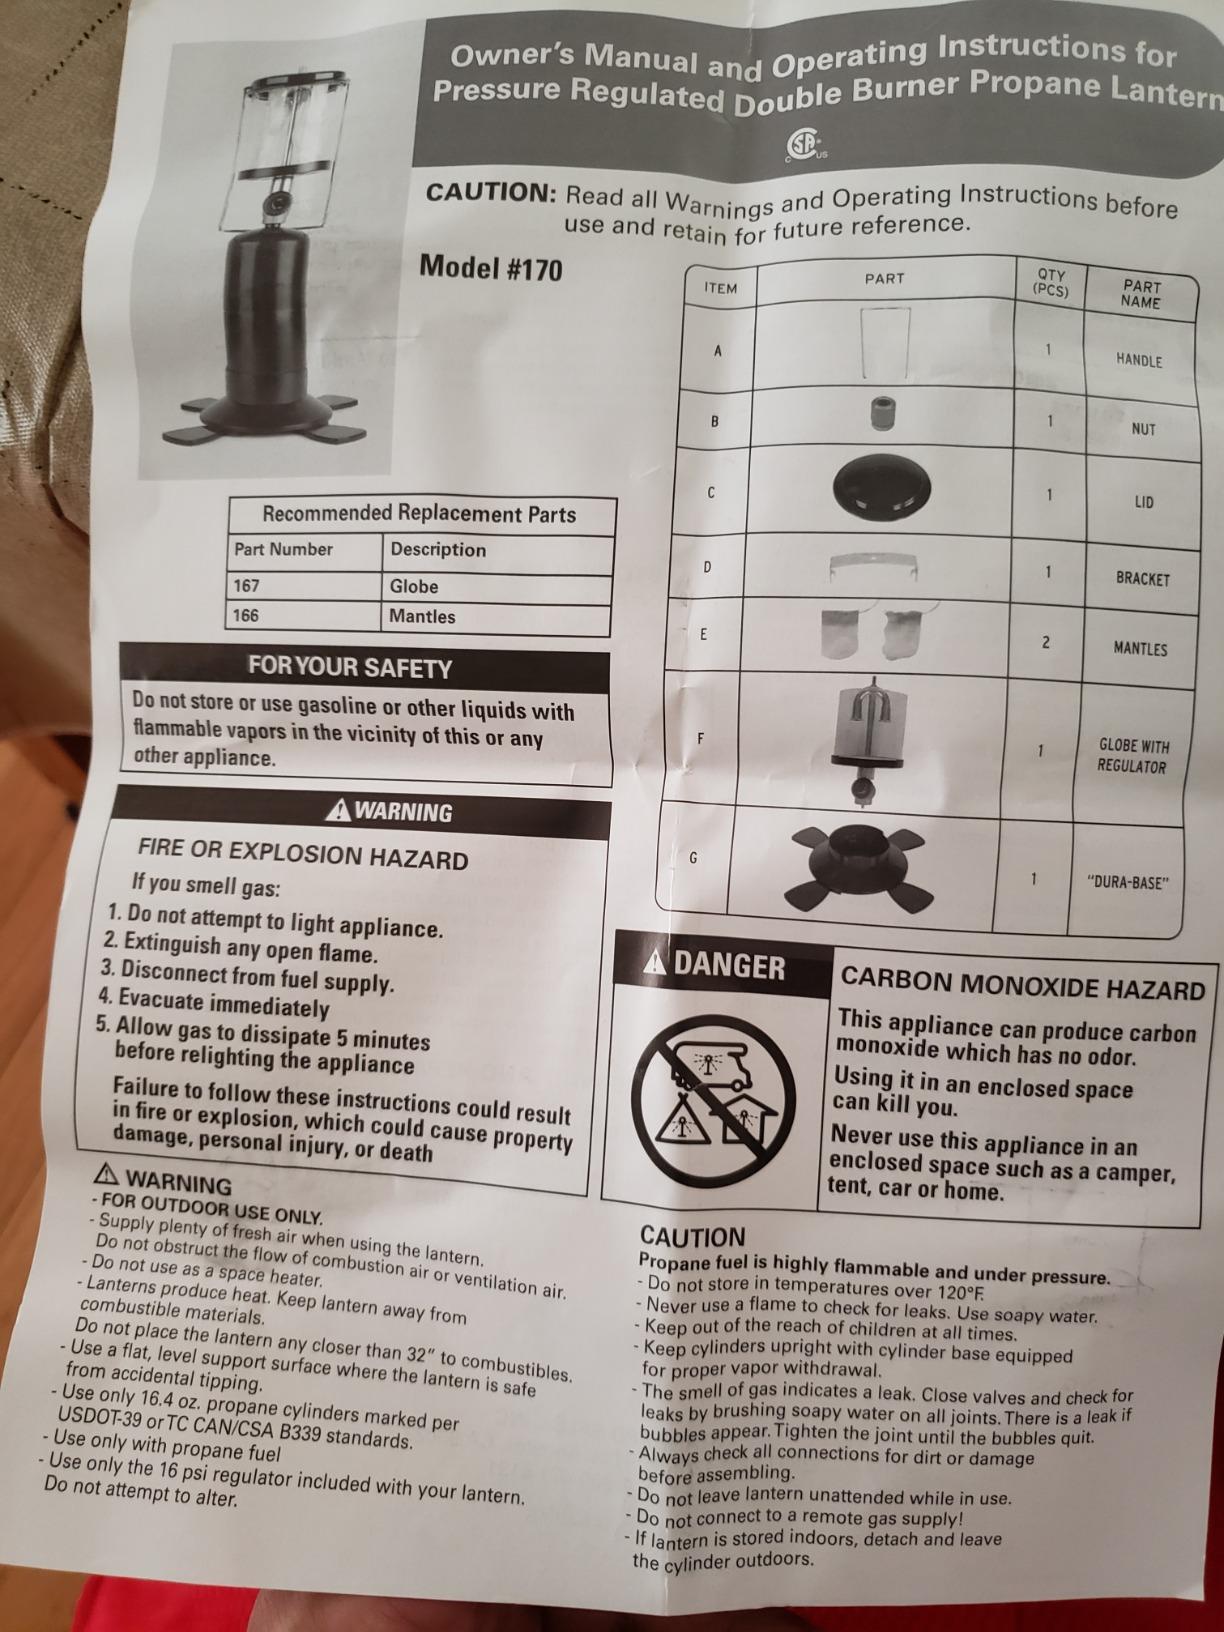 Owner's Manual and Operating Instructions for
Pressure Regulated Double Burner Propane Lantern
CSA
C US
CAUTION: Read all Warnings and Operating Instructions before
use and retain for future reference.
Model #170
ITEM PART QTY (PCS) PART NAME
A 1 HANDLE
B 1 NUT
C 1 LID
D 1 BRACKET
E 2 MANTLES
F 1 GLOBE WITH REGULATOR
G 1 "DURA-BASE"
Recommended Replacement Parts
Part Number Description
167 Globe
166 Mantles
FOR YOUR SAFETY
Do not store or use gasoline or other liquids with
flammable vapors in the vicinity of this or any
other appliance.
WARNING
FIRE OR EXPLOSION HAZARD
If you smell gas:
1. Do not attempt to light appliance.
2. Extinguish any open flame.
3. Disconnect from fuel supply.
4. Evacuate immediately
5. Allow gas to dissipate 5 minutes
before relighting the appliance
Failure to follow these instructions could result
in fire or explosion, which could cause property
damage, personal injury, or death
WARNING
- FOR OUTDOOR USE ONLY.
- Supply plenty of fresh air when using the lantern.
Do not obstruct the flow of combustion air or ventilation air.
- Do not use as a space heater.
- Lanterns produce heat. Keep lantern away from
combustible materials.
Do not place the lantern any closer than 32" to combustibles.
- Use a flat, level support surface where the lantern is safe
from accidental tipping.
- Use only 16.4 oz. propane cylinders marked per
USDOT-39 or TC CAN/CSA B339 standards.
- Use only with propane fuel
- Use only the 16 psi regulator included with your lantern.
Do not attempt to alter.
DANGER
CARBON MONOXIDE HAZARD
This appliance can produce carbon
monoxide which has no odor.
Using it in an enclosed space
can kill you.
Never use this appliance in an
enclosed space such as a camper,
tent, car or home.
CAUTION
Propane fuel is highly flammable and under pressure.
- Do not store in temperatures over 120°F.
- Never use a flame to check for leaks. Use soapy water.
- Keep out of the reach of children at all times.
- Keep cylinders upright with cylinder base equipped
for proper vapor withdrawal.
- The smell of gas indicates a leak. Close valves and check for
leaks by brushing soapy water on all joints. There is a leak if
bubbles appear. Tighten the joint until the bubbles quit.
- Always check all connections for dirt or damage
before assembling.
- Do not leave lantern unattended while in use.
- Do not connect to a remote gas supply!
- If lantern is stored indoors, detach and leave
the cylinder outdoors.